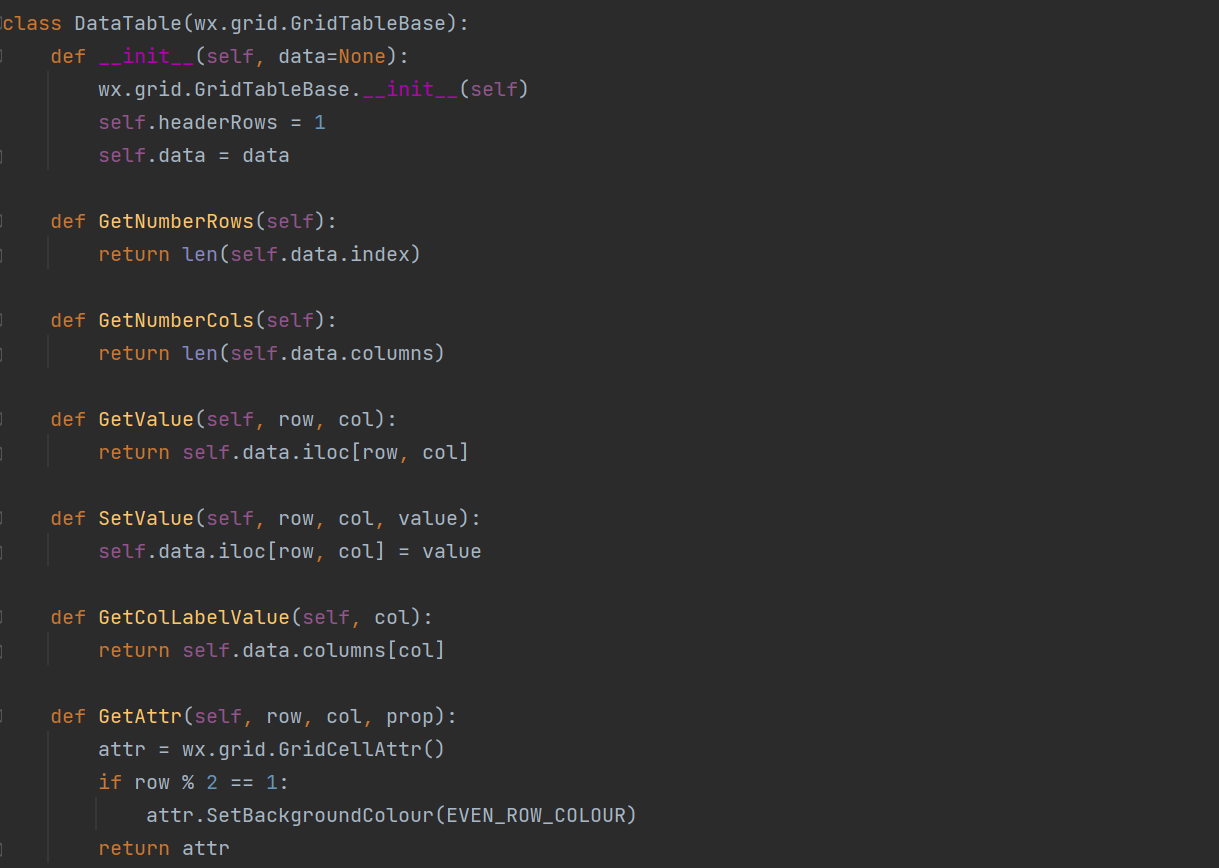 class DataTable(wx.grid.GridTableBase):
    def __init__(self, data=None):
        wx.grid.GridTableBase.__init__(self)
        self.headerRows = 1
        self.data = data

    def GetNumberRows(self):
        return len(self.data.index)

    def GetNumberCols(self):
        return len(self.data.columns)

    def GetValue(self, row, col):
        return self.data.iloc[row, col]

    def SetValue(self, row, col, value):
        self.data.iloc[row, col] = value

    def GetColLabelValue(self, col):
        return self.data.columns[col]

    def GetAttr(self, row, col, prop):
        attr = wx.grid.GridCellAttr()
        if row % 2 == 1:
            attr.SetBackgroundColour(EVEN_ROW_COLOUR)
        return attr